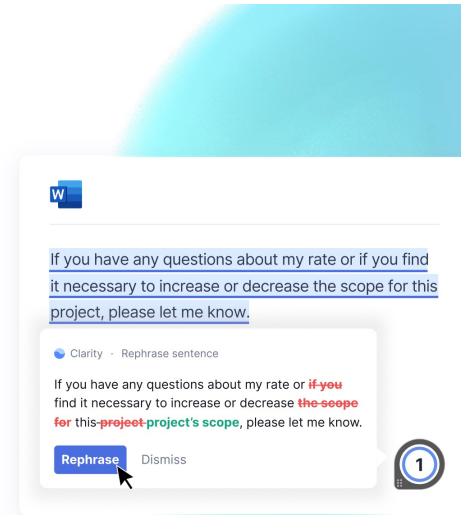 W
If you have any questions about my rate or if you find
it necessary to increase or decrease the scope for this
project, please let me know.
Clarity · Rephrase sentence
If you have any questions about my rate or if you
find it necessary to increase or decrease the scope
for this project project’s scope, please let me know.
Rephrase Dismiss
1